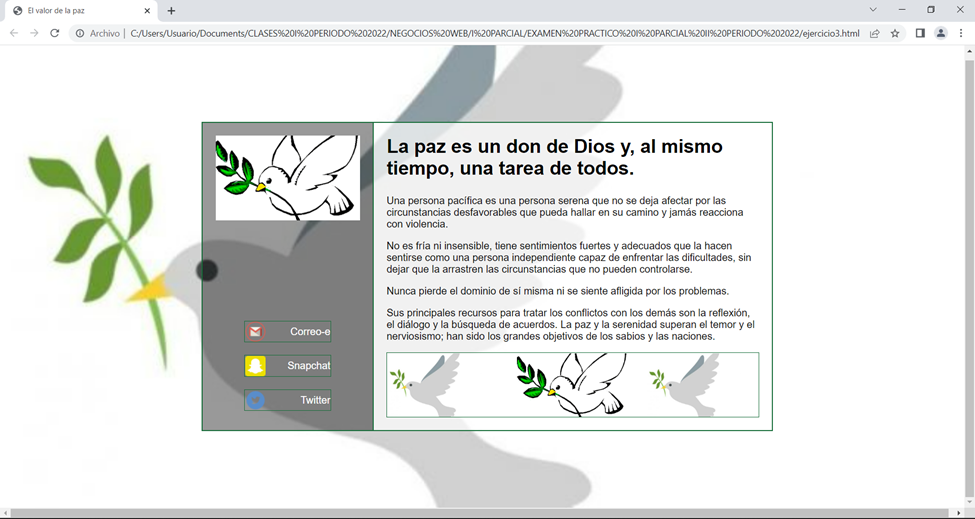 El valor de la paz
Archivo | C:/Users/Usuario/Documents/CLASES%20I%20PERIODO%202022/NEGOCIOS%20WEB/I%20PARCIAL/EXAMEN%20PRACTICO%20I%20PARCIAL%20II%20PERIODO%202022/ejercicio3.html
La paz es un don de Dios y, al mismo
tiempo, una tarea de todos.
Una persona pacífica es una persona serena que no se deja afectar por las
circunstancias desfavorables que pueda hallar en su camino y jamás reacciona
con violencia.
No es fría ni insensible, tiene sentimientos fuertes y adecuados que la hacen
sentirse como una persona independiente capaz de enfrentar las dificultades, sin
dejar que la arrastren las circunstancias que no pueden controlarse.
Nunca pierde el dominio de sí misma ni se siente afligida por los problemas.
Sus principales recursos para tratar los conflictos con los demás son la reflexión,
el diálogo y la búsqueda de acuerdos. La paz y la serenidad superan el temor y el
nerviosismo; han sido los grandes objetivos de los sabios y las naciones.
Correo-e
Snapchat
Twitter